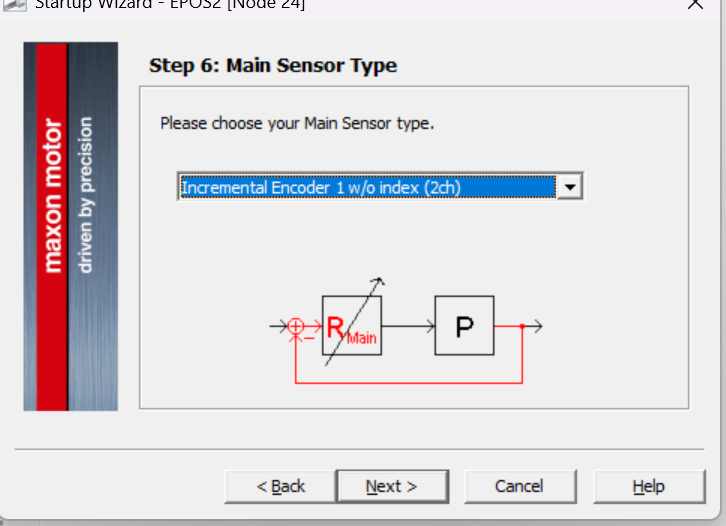 Startup Wizard - EPOS2 [Node 24]
maxon motor
driven by precision
Step 6: Main Sensor Type
Please choose your Main Sensor type.
Incremental Encoder 1 w/o index (2ch)
R Main
P
< Back
Next >
Cancel
Help